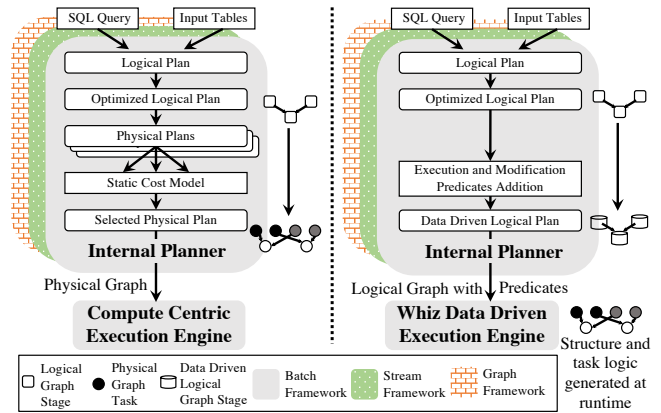 SQL Query
Input Tables
Logical Plan
Optimized Logical Plan
Physical Plans
Static Cost Model
Selected Physical Plan
Internal Planner
Physical Graph
Compute Centric
Execution Engine
SQL Query
Input Tables
Logical Plan
Optimized Logical Plan
Execution and Modification
Predicates Addition
Data Driven Logical Plan
Internal Planner
Logical Graph with Predicates
Whiz Data Driven
Execution Engine
Structure and
task logic
generated at
runtime
Logical
Graph
Stage
Physical
Graph
Task
Data Driven
Logical
Graph Stage
Batch
Framework
Stream
Framework
Graph
Framework